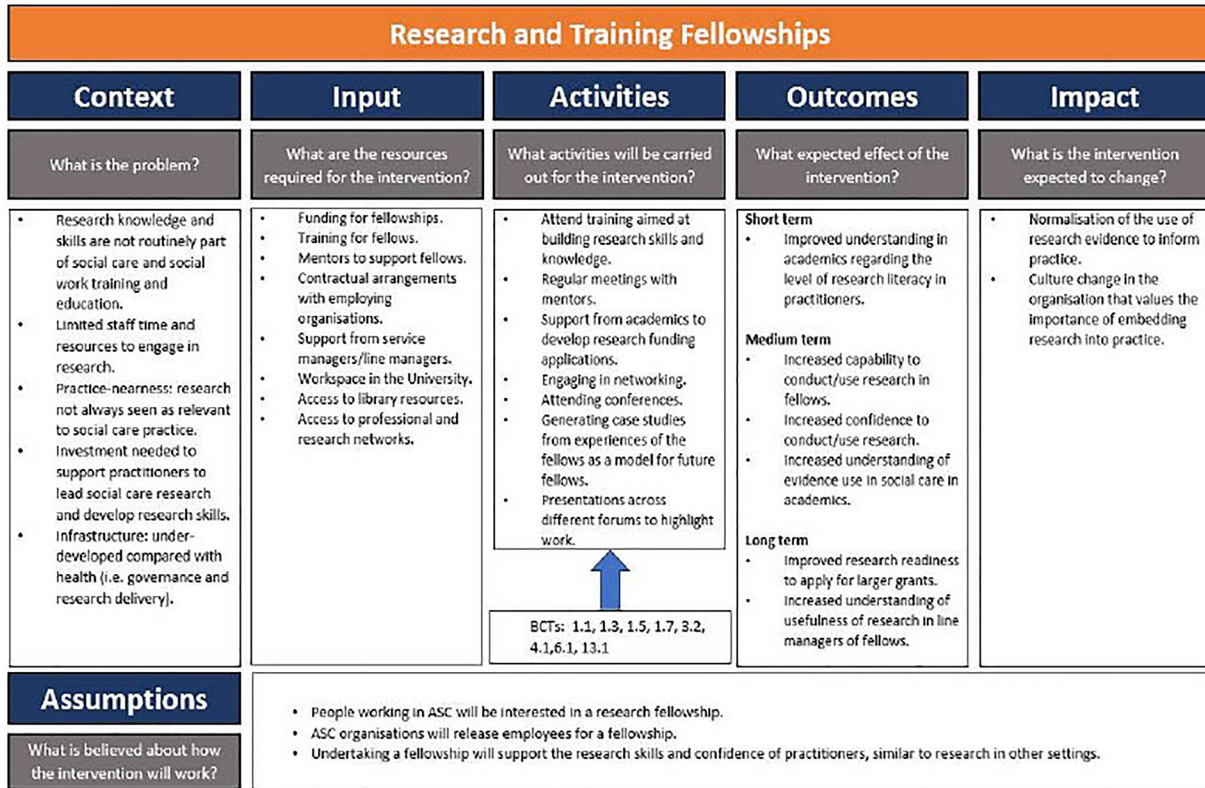 Research and Training Fellowships
Context
What is the problem?
• Research knowledge and
skills are not routinely part
of social care and social
work training and
education.
• Limited staff time and
resources to engage in
research.
• Practice-nearness: research
not always seen as relevant
to social care practice.
• Investment needed to
support practitioners to
lead social care research
and develop research skills.
• Infrastructure: under-
developed compared with
health (i.e. governance and
research delivery).
Input
What are the resources
required for the intervention?
• Funding for fellowships.
• Training for fellows.
• Mentors to support fellows.
• Contractual arrangements
with employing
organisations.
• Support from service
managers/line managers.
• Workspace in the University.
• Access to library resources.
• Access to professional and
research networks.
Activities
What activities will be carried
out for the intervention?
• Attend training aimed at
building research skills and
knowledge.
• Regular meetings with
mentors.
• Support from academics to
develop research funding
applications.
• Engaging in networking.
• Attending conferences.
• Generating case studies
from experiences of the
fellows as a model for future
fellows.
• Presentations across
different forums to highlight
work.
BCTs: 1.1, 1.3, 1.5, 1.7, 3.2,
4.1,6.1, 13.1
Outcomes
What expected effect of the
intervention?
Short term
• Improved understanding in
academics regarding the
level of research literacy in
practitioners.
Medium term
• Increased capability to
conduct/use research in
fellows.
• Increased confidence to
conduct/use research.
• Increased understanding of
evidence use in social care in
academics.
Long term
• Improved research readiness
to apply for larger grants.
• Increased understanding of
usefulness of research in line
managers of fellows.
Impact
What is the intervention
expected to change?
• Normalisation of the use of
research evidence to inform
practice.
• Culture change in the
organisation that values the
importance of embedding
research into practice.
Assumptions
What is believed about how
the intervention will work?
• People working in ASC will be interested in a research fellowship.
• ASC organisations will release employees for a fellowship.
• Undertaking a fellowship will support the research skills and confidence of practitioners, similar to research in other settings.